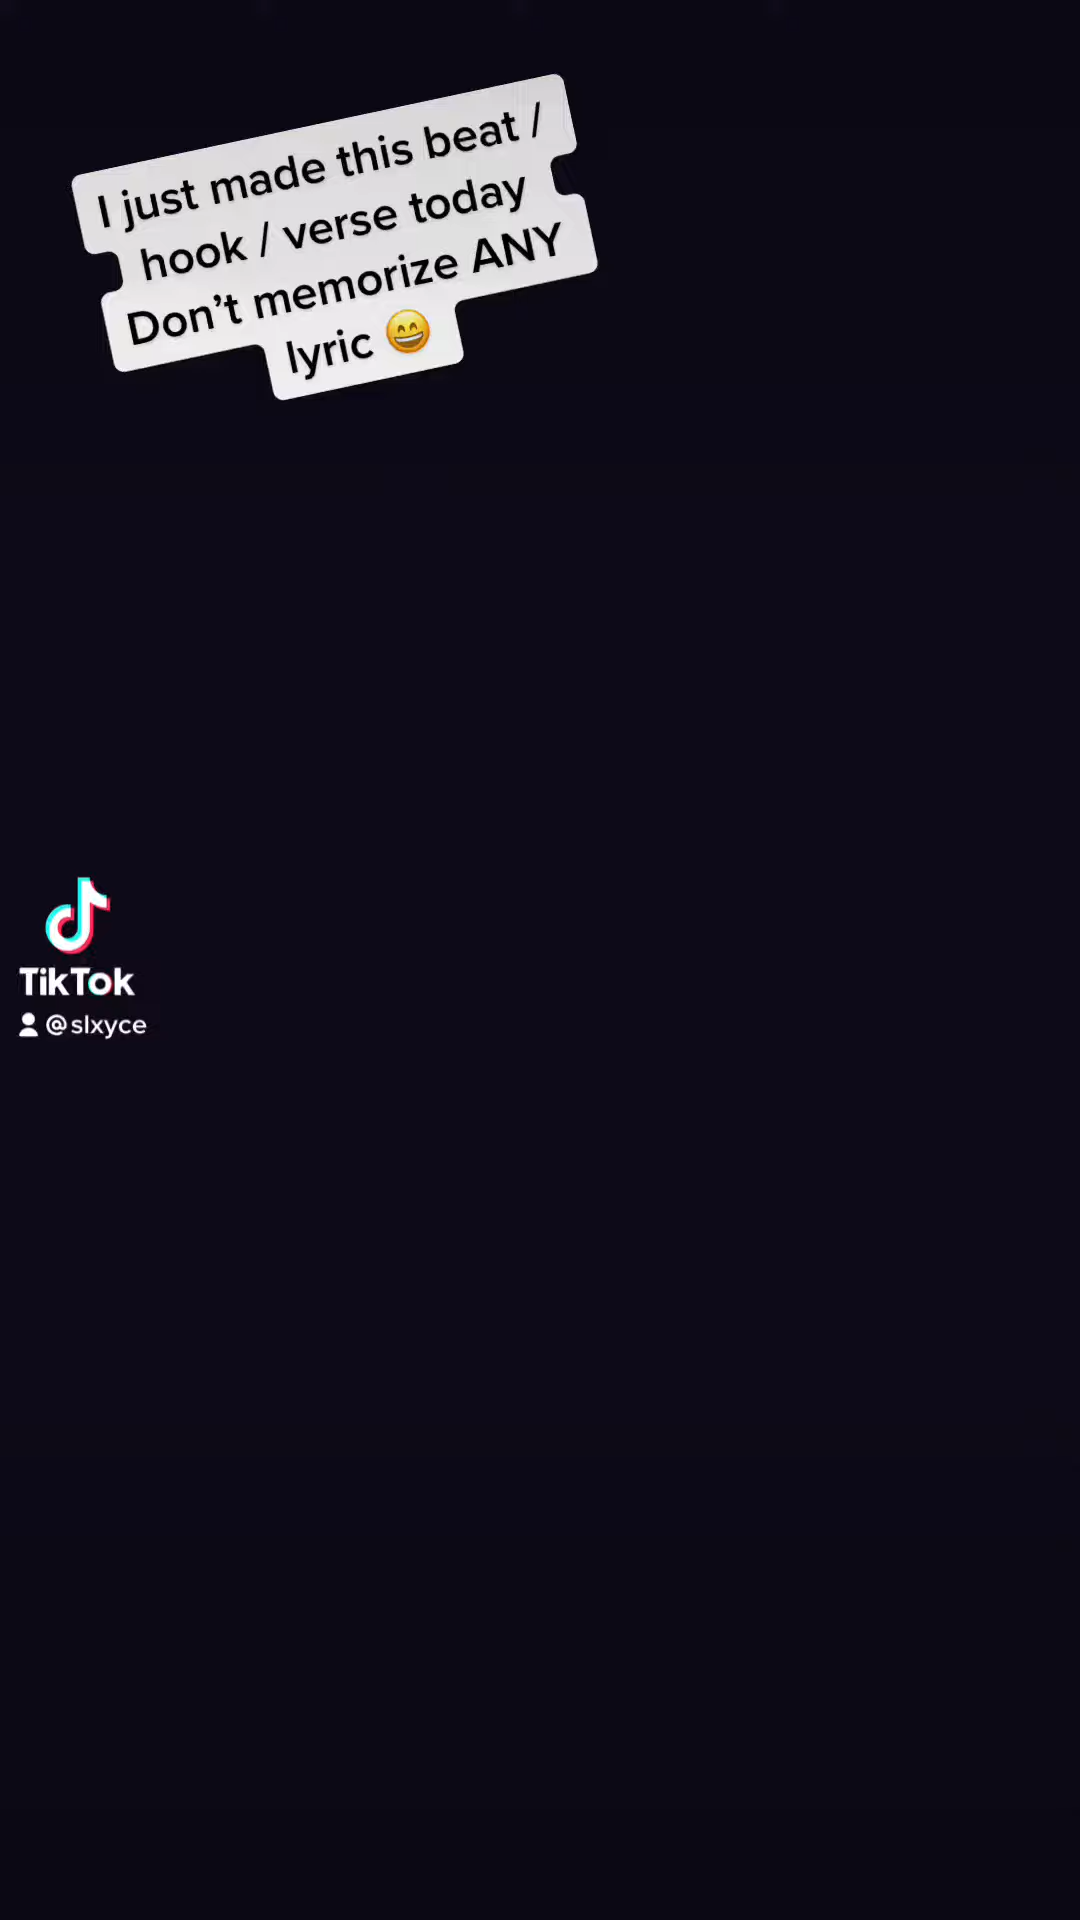 I just made this beat /
hook / verse today
Don’t memorize ANY
lyric 😄
TikTok
@slxyce